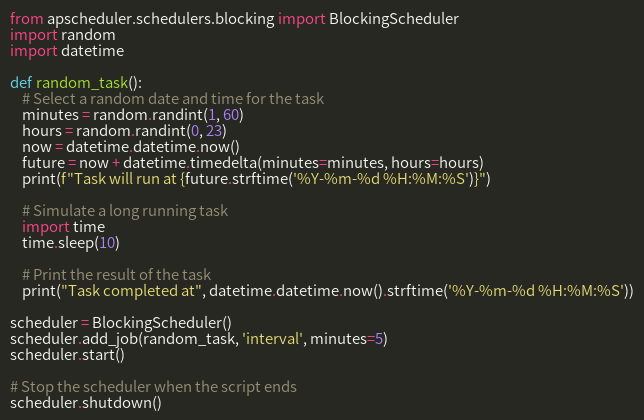 from apscheduler.schedulers.blocking import BlockingScheduler
import random
import datetime

def random_task():
    # Select a random date and time for the task
    minutes = random.randint(1, 60)
    hours = random.randint(0, 23)
    now = datetime.datetime.now()
    future = now + datetime.timedelta(minutes=minutes, hours=hours)
    print(f"Task will run at {future.strftime('%Y-%m-%d %H:%M:%S')}")

    # Simulate a long running task
    import time
    time.sleep(10)

    # Print the result of the task
    print("Task completed at", datetime.datetime.now().strftime('%Y-%m-%d %H:%M:%S'))

scheduler = BlockingScheduler()
scheduler.add_job(random_task, 'interval', minutes=5)
scheduler.start()

# Stop the scheduler when the script ends
scheduler.shutdown()